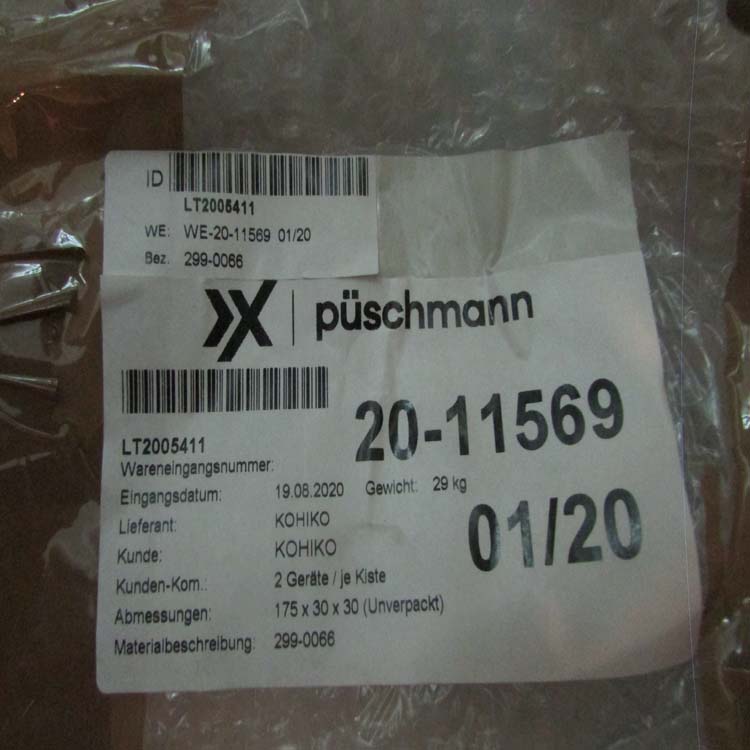 ID
LT2005411
WE: WE-20-11569 01/20
Bez. 299-0066
püschmann
20-11569
LT2005411
Wareneingangsnummer:
Eingangsdatum: 19.08.2020 Gewicht: 29 kg
01/20
Lieferant: KOHIKO
Kunde: KOHIKO
Kunden-Kom.: 2 Geräte / je Kiste
Abmessungen: 175 x 30 x 30 (Unverpackt)
Materialbeschreibung: 299-0066